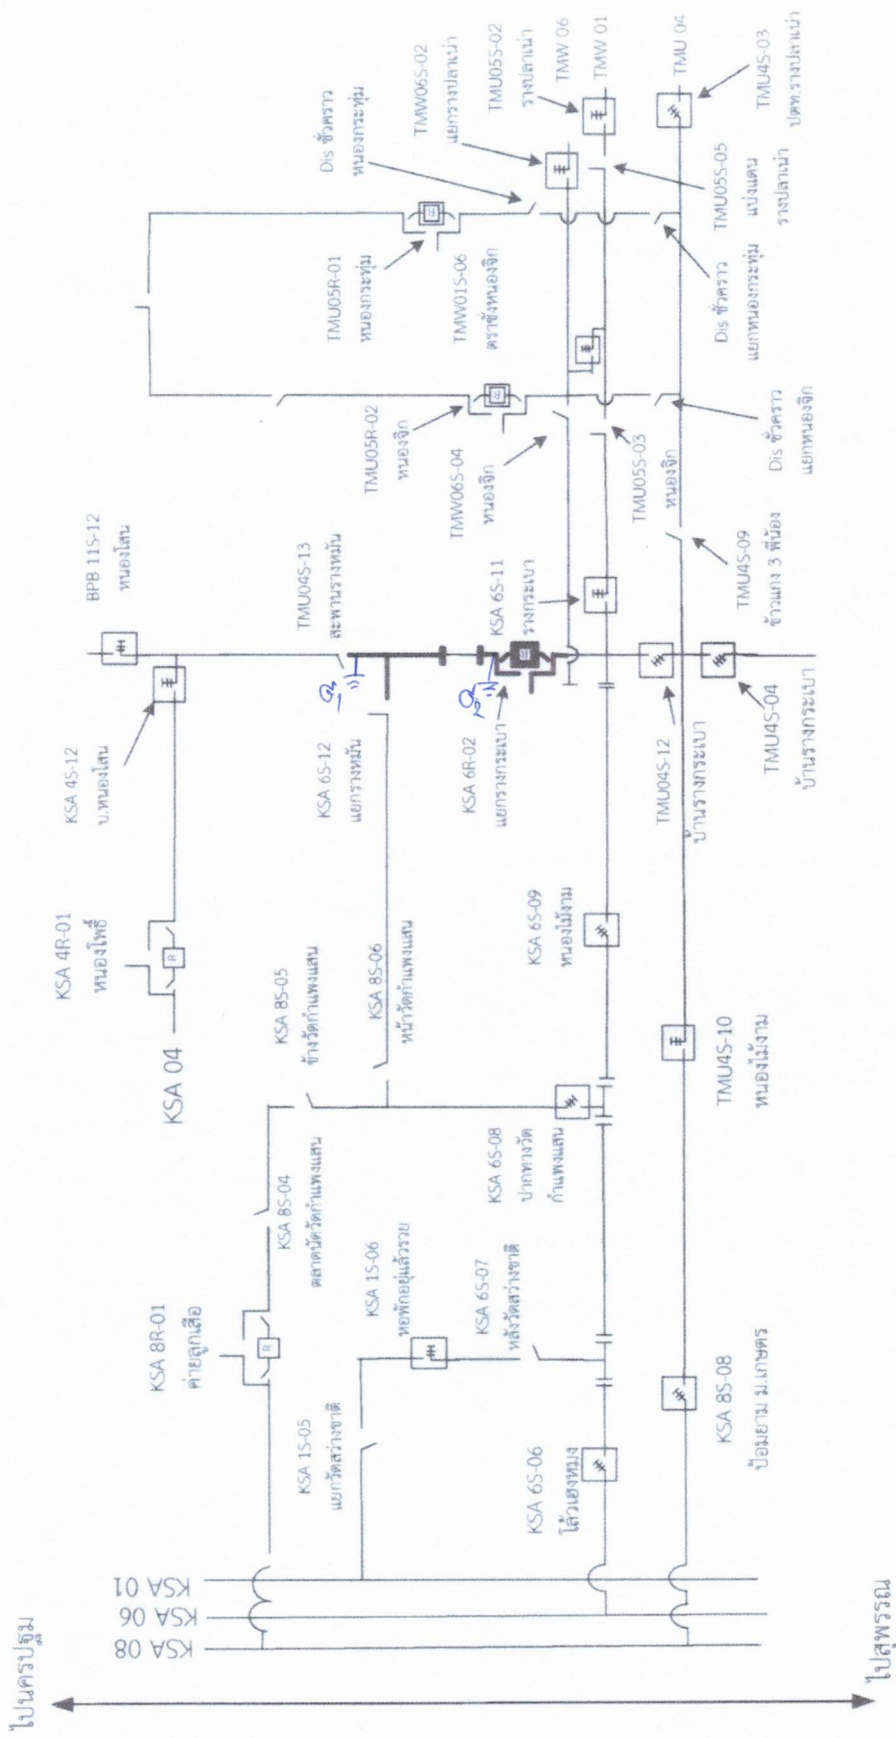 ไปนครปฐม
ไปสุพรรณ
KSA 08
KSA 06
KSA 01
KSA 8R-01
ค่ายลูกเสือ
KSA 1S-05
แยกวัดสว่างชาติ
KSA 8S-04
ตลาดนัดวัดกำแพงแสน
KSA 1S-06
หอพักอยู่แล้วรวย
KSA 6S-07
หลังวัดสว่างชาติ
KSA 6S-06
โล้วเฮงหมง
KSA 8S-08
ป้อมยาม ม.เกษตร
KSA 04
KSA 4R-01
หนองโพธิ์
R
R
KSA 8S-05
ข้างวัดกำแพงแสน
KSA 8S-06
หน้าวัดกำแพงแสน
KSA 6S-08
ปากทางวัด
กำแพงแสน
KSA 6S-09
หนองไม้งาม
TMU4S-10
หนองไม้งาม
KSA 4S-12
บ.หนองโสน
BPB 11S-12
หนองโสน
KSA 6S-12
แยกรางหมัน
TMU04S-13
สะพานรางหมัน
KSA 6R-02
แยกรางกระเบา
KSA 6S-11
รางกระเบา
TMU04S-12
บ้านรางกระเบา
TMU4S-04
บ้านรางกระเบา
TMU4S-09
ข้าวแกง 3 พี่น้อง
TMU05R-02
หนองจิก
TMW06S-04
หนองจิก
TMU05S-03
หนองจิก
Dis ชั่วคราว
แยกหนองจิก
TMU05R-01
หนองกระทุ่ม
TMW01S-06
ตราชั่งหนองจิก
Dis ชั่วคราว
แยกหนองกระทุ่ม
Dis ชั่วคราว
หนองกระทุ่ม
TMW06S-02
แยกรางปลาเน่า
TMU05S-02
รางปลาเน่า
TMU05S-05
แบ่งแดน
รางปลาเน่า
TMW 06
TMW 01
TMU 04
TMU4S-03
ปตท.รางปลาเน่า